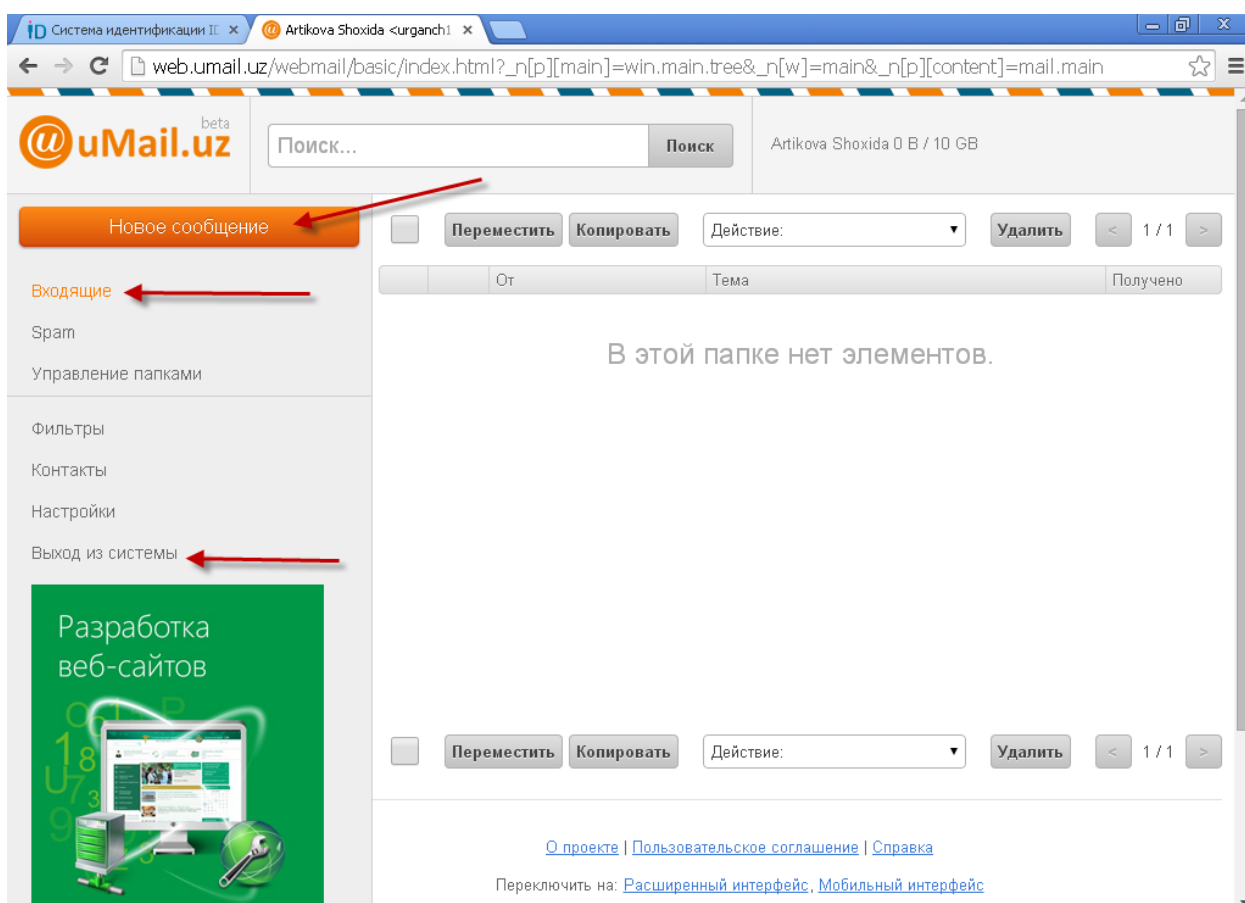 Система идентификации ID
Artikova Shoxida <urganch1
web.umail.uz/webmail/basic/index.html?_n[p][main]=win.main.tree&_n[w]=main&_n[p][content]=mail.main
@uMail.uz beta
Поиск...
Поиск
Artikova Shoxida 0 B / 10 GB
Новое сообщение
Переместить Копировать Действие: Удалить < 1 / 1 >
От Тема Получено
Входящие
Spam
Управление папками
В этой папке нет элементов.
Фильтры
Контакты
Настройки
Выход из системы
Разработка
веб-сайтов
Переместить Копировать Действие: Удалить < 1 / 1 >
О проекте | Пользовательское соглашение | Справка
Переключить на: Расширенный интерфейс, Мобильный интерфейс